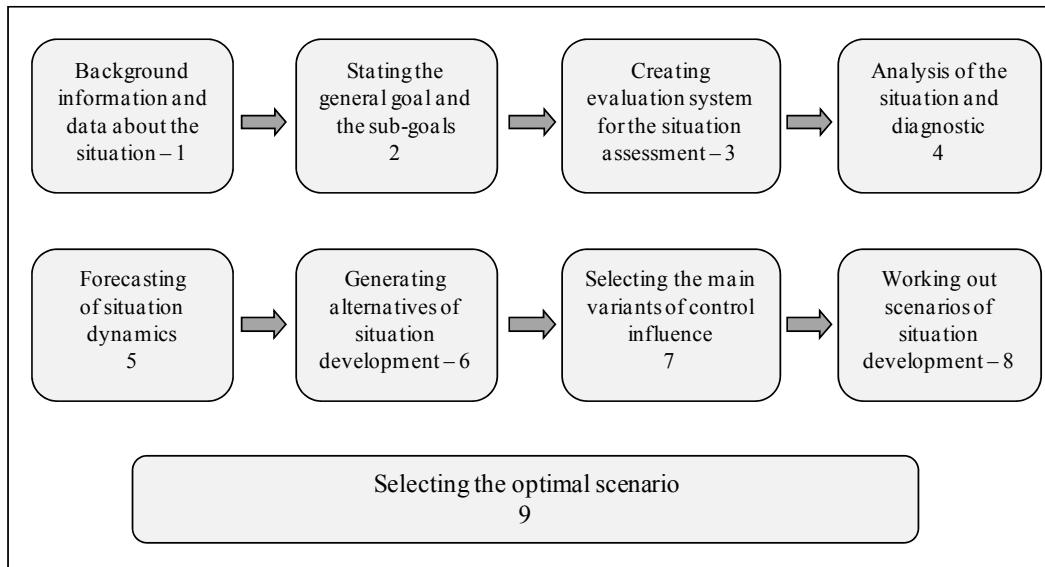 Background
information and
data about the
situation – 1
Stating the
general goal and
the sub-goals
2
Creating
evaluation system
for the situation
assessment – 3
Analysis of the
situation and
diagnostic
4
Forecasting
of situation
dynamics
5
Generating
alternatives of
situation
development – 6
Selecting the main
variants of control
influence
7
Working out
scenarios of
situation
development – 8
Selecting the optimal scenario
9